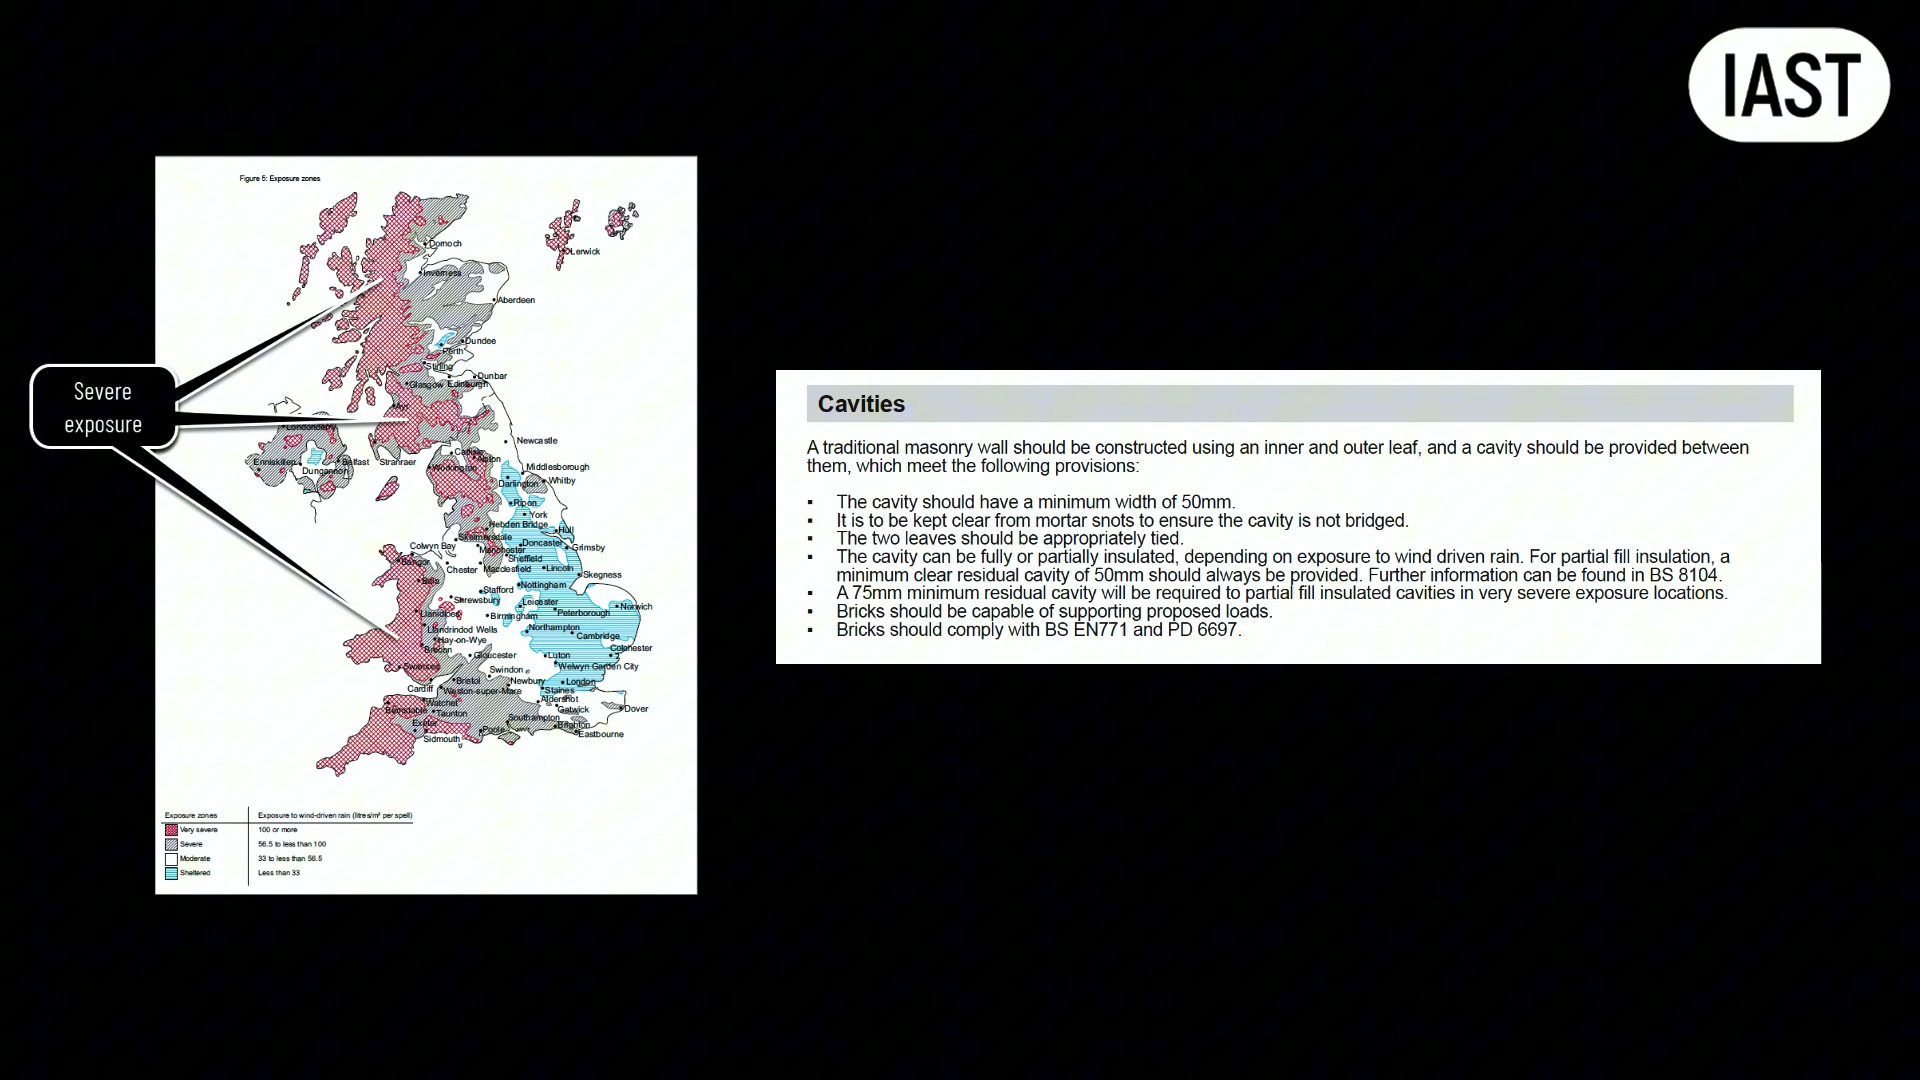 IAST
Figure 5: Exposure zones
Dornoch
Lerwick
Inverness
Aberdeen
Dundee
Perth
Stirling
Dunbar
Glasgow
Edinburgh
Severe
exposure
Ayr
Londonderry
Newcastle
Carlisle
Alston
Enniskillen
Belfast
Stranraer
Workington
Middlesborough
Dungannon
Darlington
Whitby
Ripon
York
Hebden Bridge
Hull
Skelmersdale
Colwyn Bay
Manchester
Doncaster
Grimsby
Sheffield
Bangor
Chester
Macclesfield
Lincoln
Skegness
Bala
Nottingham
Stafford
Shrewsbury
Leicester
Norwich
Llanidloes
Birmingham
Peterborough
Llandrindod Wells
Northampton
Cambridge
Hay-on-Wye
Brecon
Gloucester
Luton
Colchester
Swansea
Swindon
Welwyn Garden City
Cardiff
Bristol
Newbury
London
Weston-super-Mare
Staines
Watchet
Aldershot
Barnstable
Taunton
Gatwick
Dover
Exeter
Southampton
Brighton
Sidmouth
Poole
Eastbourne
Exposure zones
Exposure to wind-driven rain (litres/m² per spell)
Very severe
100 or more
Severe
56.5 to less than 100
Moderate
33 to less than 56.5
Sheltered
Less than 33
Cavities
A traditional masonry wall should be constructed using an inner and outer leaf, and a cavity should be provided between
them, which meet the following provisions:
▪ The cavity should have a minimum width of 50mm.
▪ It is to be kept clear from mortar snots to ensure the cavity is not bridged.
▪ The two leaves should be appropriately tied.
▪ The cavity can be fully or partially insulated, depending on exposure to wind driven rain. For partial fill insulation, a
minimum clear residual cavity of 50mm should always be provided. Further information can be found in BS 8104.
▪ A 75mm minimum residual cavity will be required to partial fill insulated cavities in very severe exposure locations.
▪ Bricks should be capable of supporting proposed loads.
▪ Bricks should comply with BS EN771 and PD 6697.